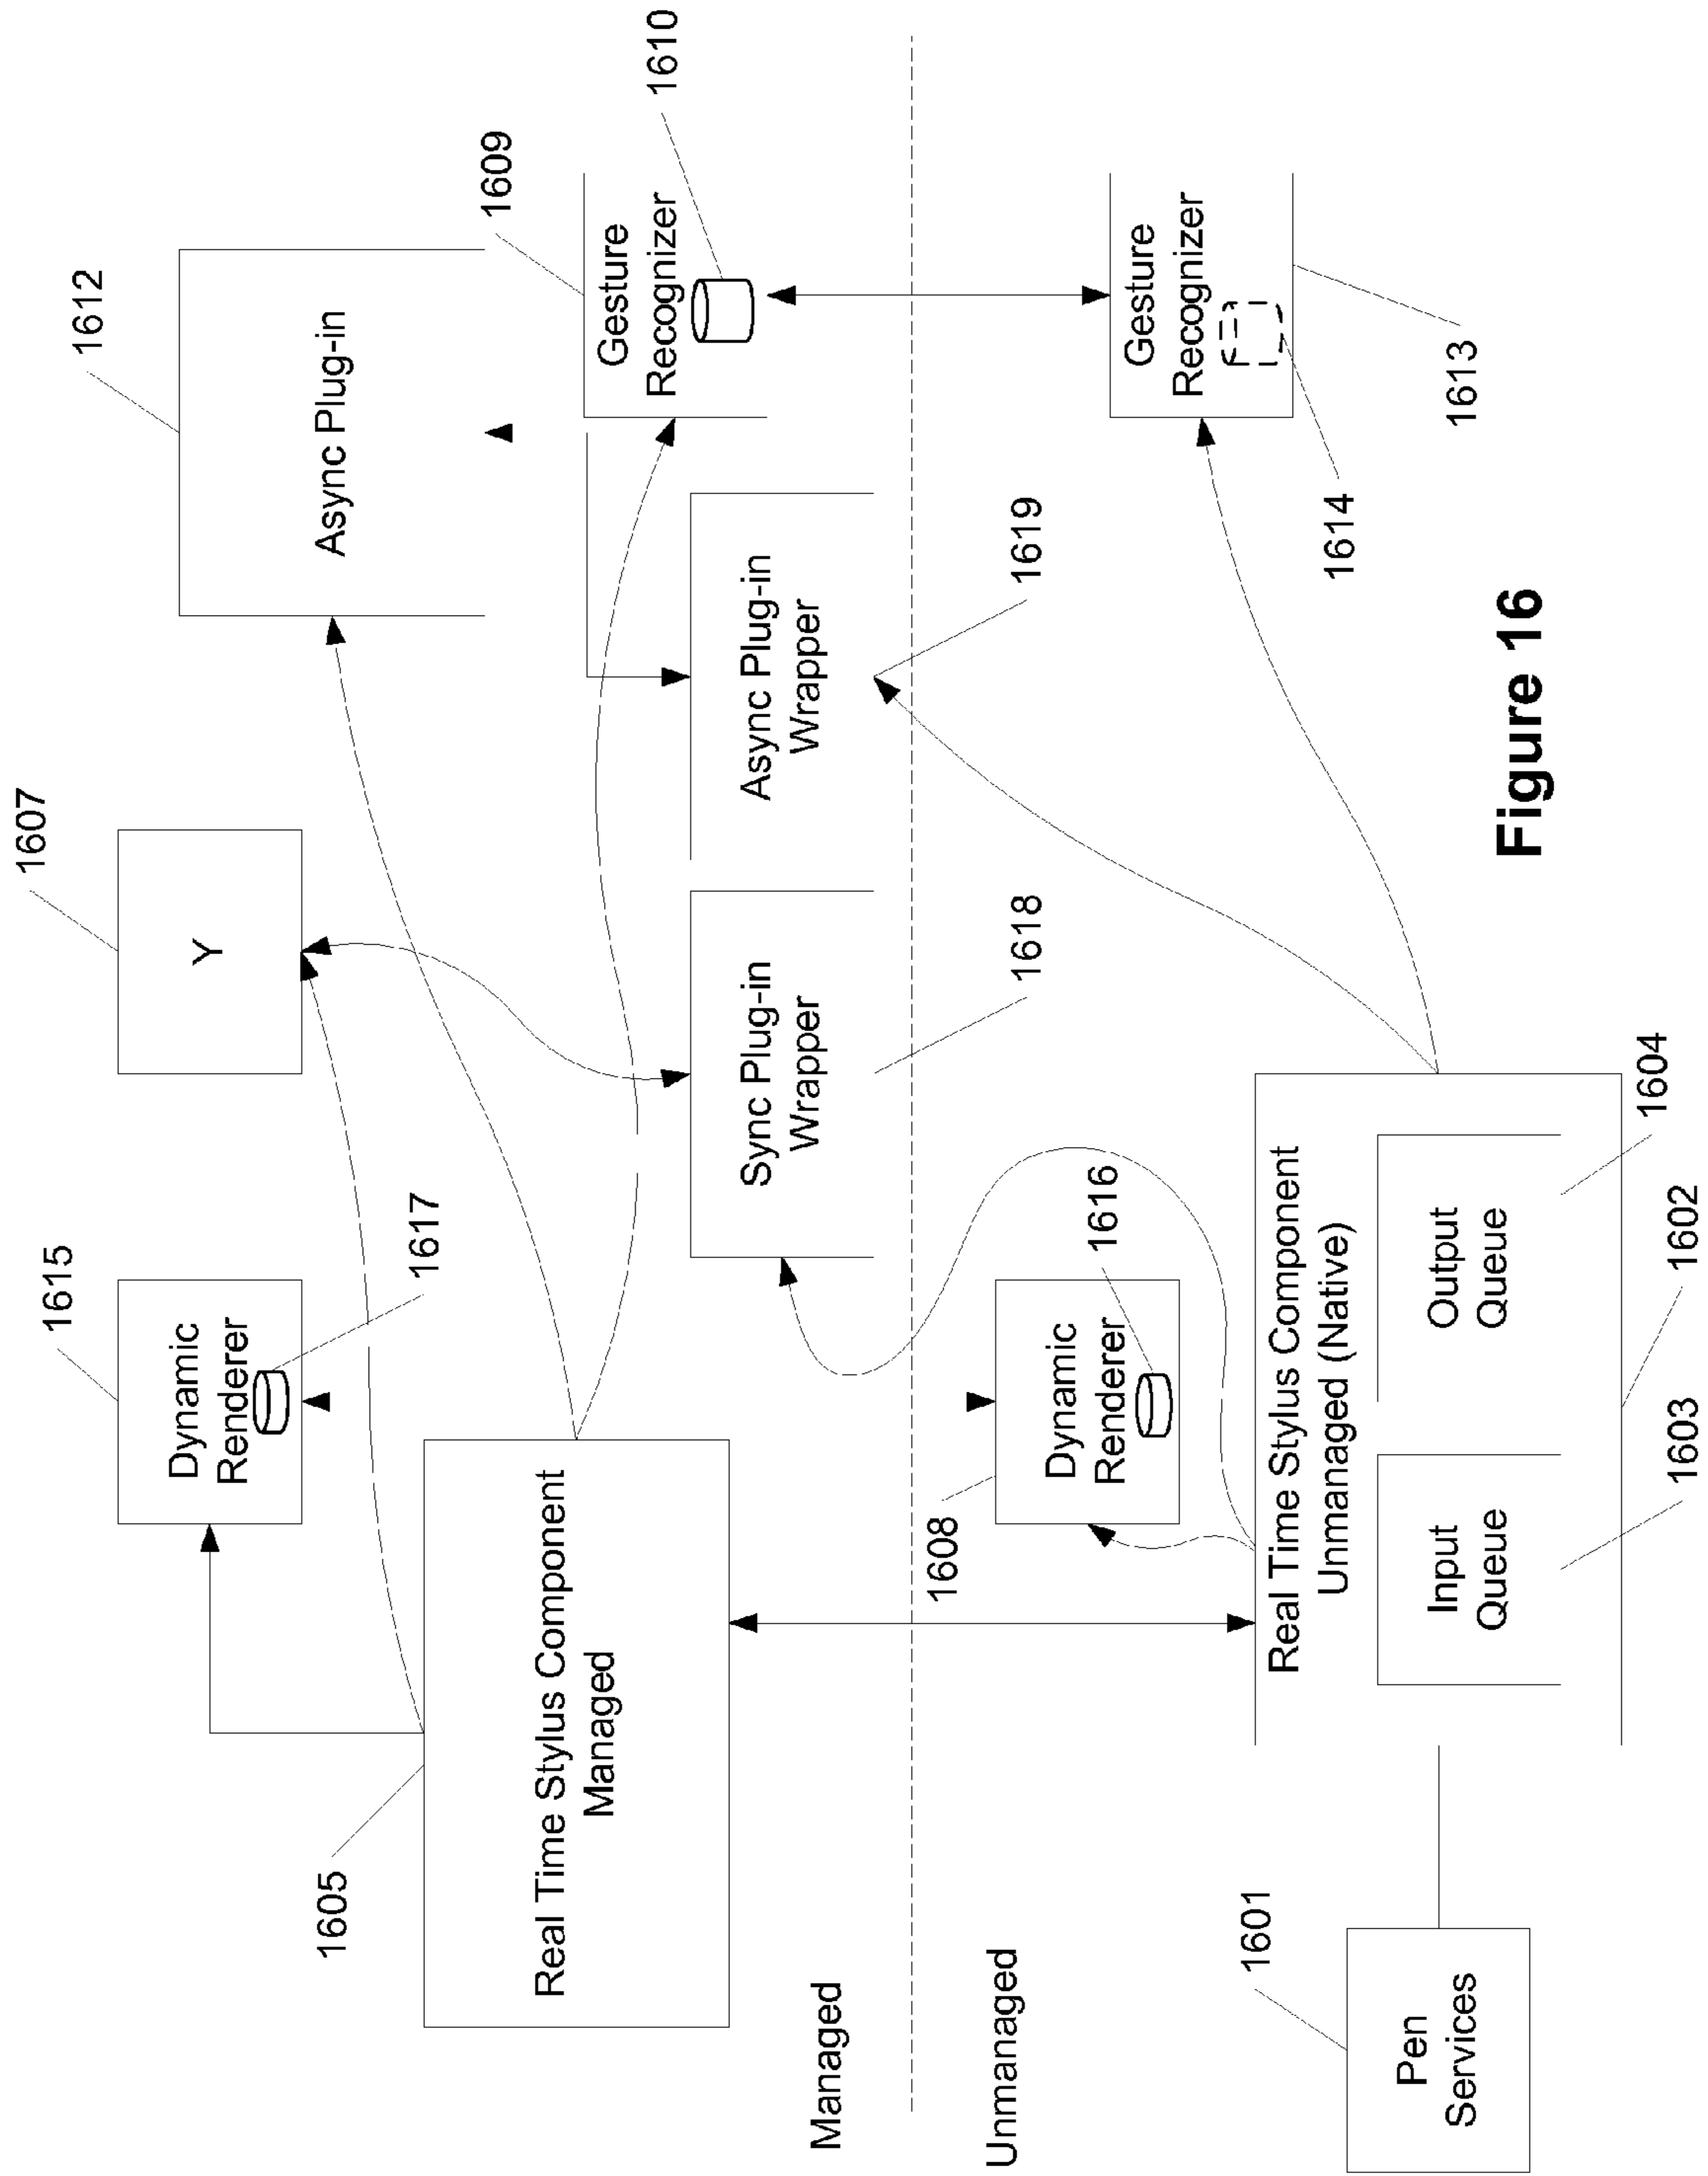 1615
Dynamic
Renderer
1617
1607
Y
1612
Async Plug-in
1605
Real Time Stylus Component
Managed
1609
Gesture
Recognizer
1610
Sync Plug-in
Wrapper
1618
Async Plug-in
Wrapper
1619
Managed
Unmanaged
1608
Dynamic
Renderer
1616
Gesture
Recognizer
1614
1613
1601
Pen
Services
Real Time Stylus Component
Unmanaged (Native)
Input
Queue
Output
Queue
1603
1602
1604
Figure 16